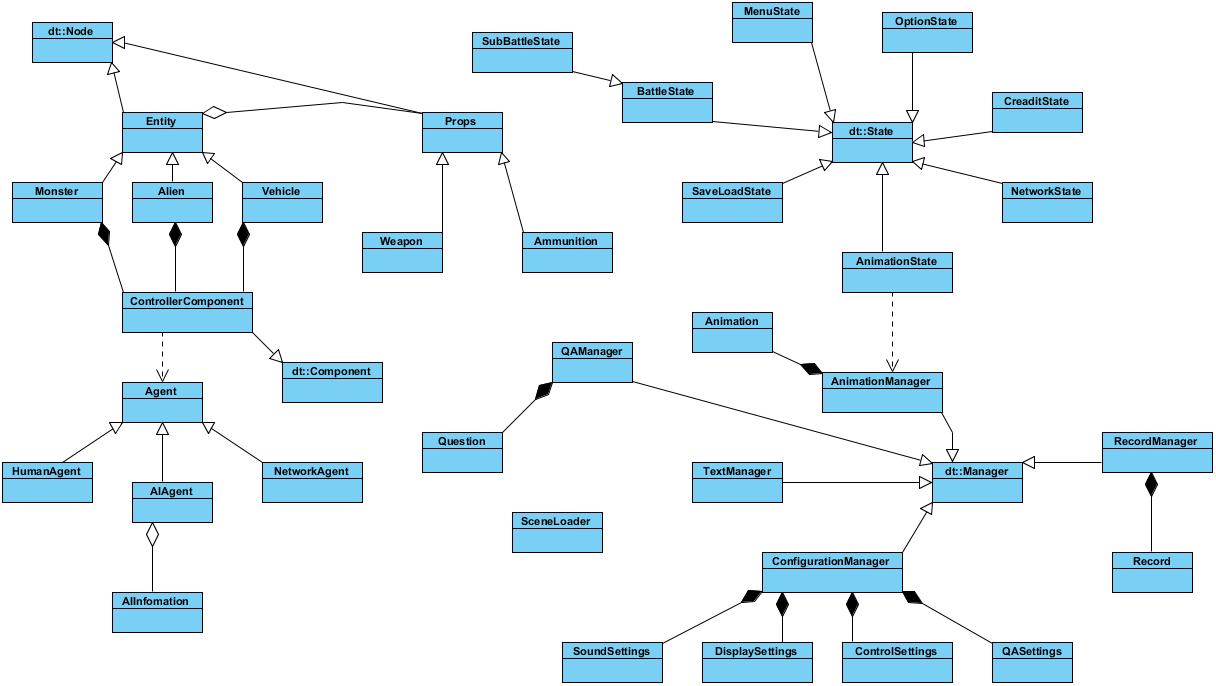 MenuState
OptionState
dt::Node
SubBattleState
BattleState
CreaditState
Entity
Props
dt::State
Monster
Alien
Vehicle
SaveLoadState
NetworkState
Weapon
Ammunition
AnimationState
ControllerComponent
Animation
QAManager
dt::Component
AnimationManager
Agent
Question
RecordManager
HumanAgent
NetworkAgent
TextManager
dt::Manager
AIAgent
SceneLoader
ConfigurationManager
Record
AIInfomation
SoundSettings
DisplaySettings
ControlSettings
QASettings